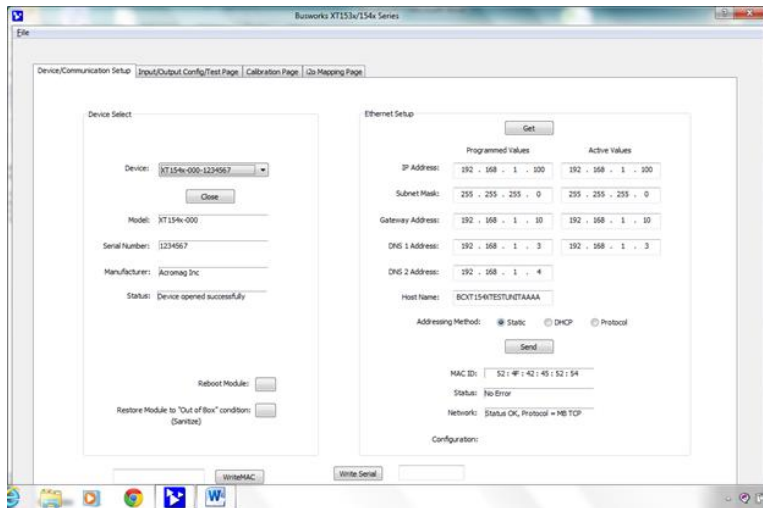 Busworks XT153x/154x Series
File
Device/Communication Setup Input/Output Config/Test Page Calibration Page i2o Mapping Page
Device Select
Device: XT154x-000-1234567
Close
Model: XT154x-000
Serial Number: 1234567
Manufacturer: Acromag Inc
Status: Device opened successfully
Reboot Module:
Restore Module to "Out of Box" condition:
(Sanitize)
WriteMAC
Write Serial
Ethernet Setup
Get
Programmed Values Active Values
IP Address: 192 . 168 . 1 . 100 192 . 168 . 1 . 100
Subnet Mask: 255 . 255 . 255 . 0 255 . 255 . 255 . 0
Gateway Address: 192 . 168 . 1 . 10 192 . 168 . 1 . 10
DNS 1 Address: 192 . 168 . 1 . 3 192 . 168 . 1 . 3
DNS 2 Address: 192 . 168 . 1 . 4
Host Name: BCXT154XTESTUNITAAAA
Addressing Method: Static DHCP Protocol
Send
MAC ID: 52 : 4F : 42 : 45 : 52 : 54
Status: No Error
Network: Status OK, Protocol = MB TCP
Configuration: